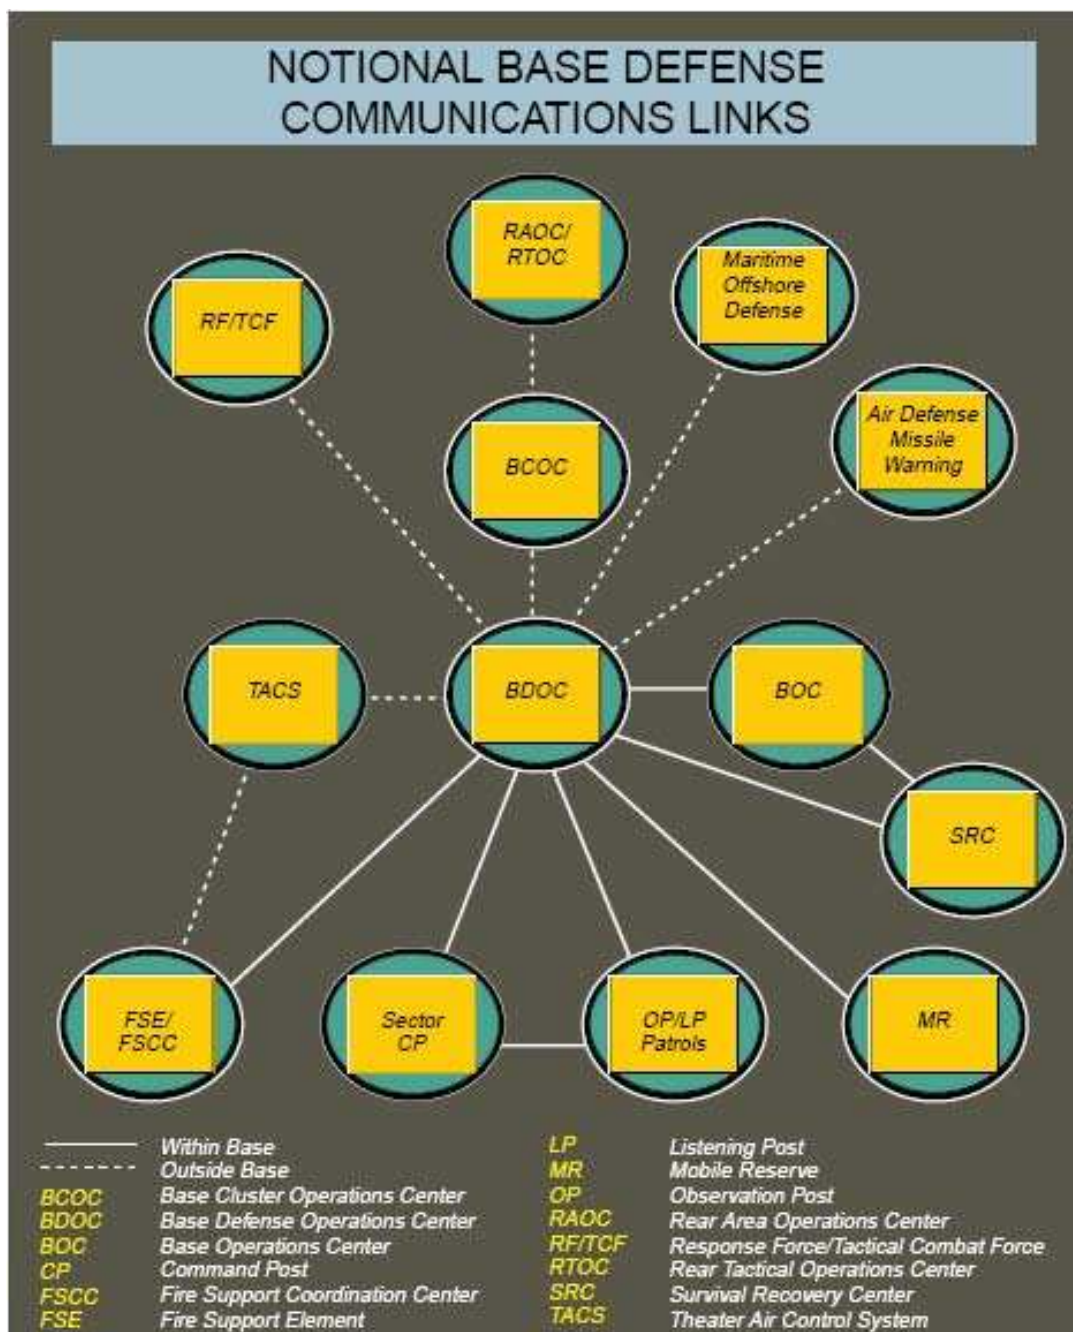 NOTIONAL BASE DEFENSE
COMMUNICATIONS LINKS
RAOC/
RTOC
Maritime
Offshore
Defense
RF/TCF
Air Defense
Missile
Warning
BCOC
TACS
BDOC
BOC
SRC
FSE/
FSCC
Sector
CP
OP/LP
Patrols
MR
Within Base
Outside Base
BCOC Base Cluster Operations Center
BDOC Base Defense Operations Center
BOC Base Operations Center
CP Command Post
FSCC Fire Support Coordination Center
FSE Fire Support Element
LP Listening Post
MR Mobile Reserve
OP Observation Post
RAOC Rear Area Operations Center
RF/TCF Response Force/Tactical Combat Force
RTOC Rear Tactical Operations Center
SRC Survival Recovery Center
TACS Theater Air Control System